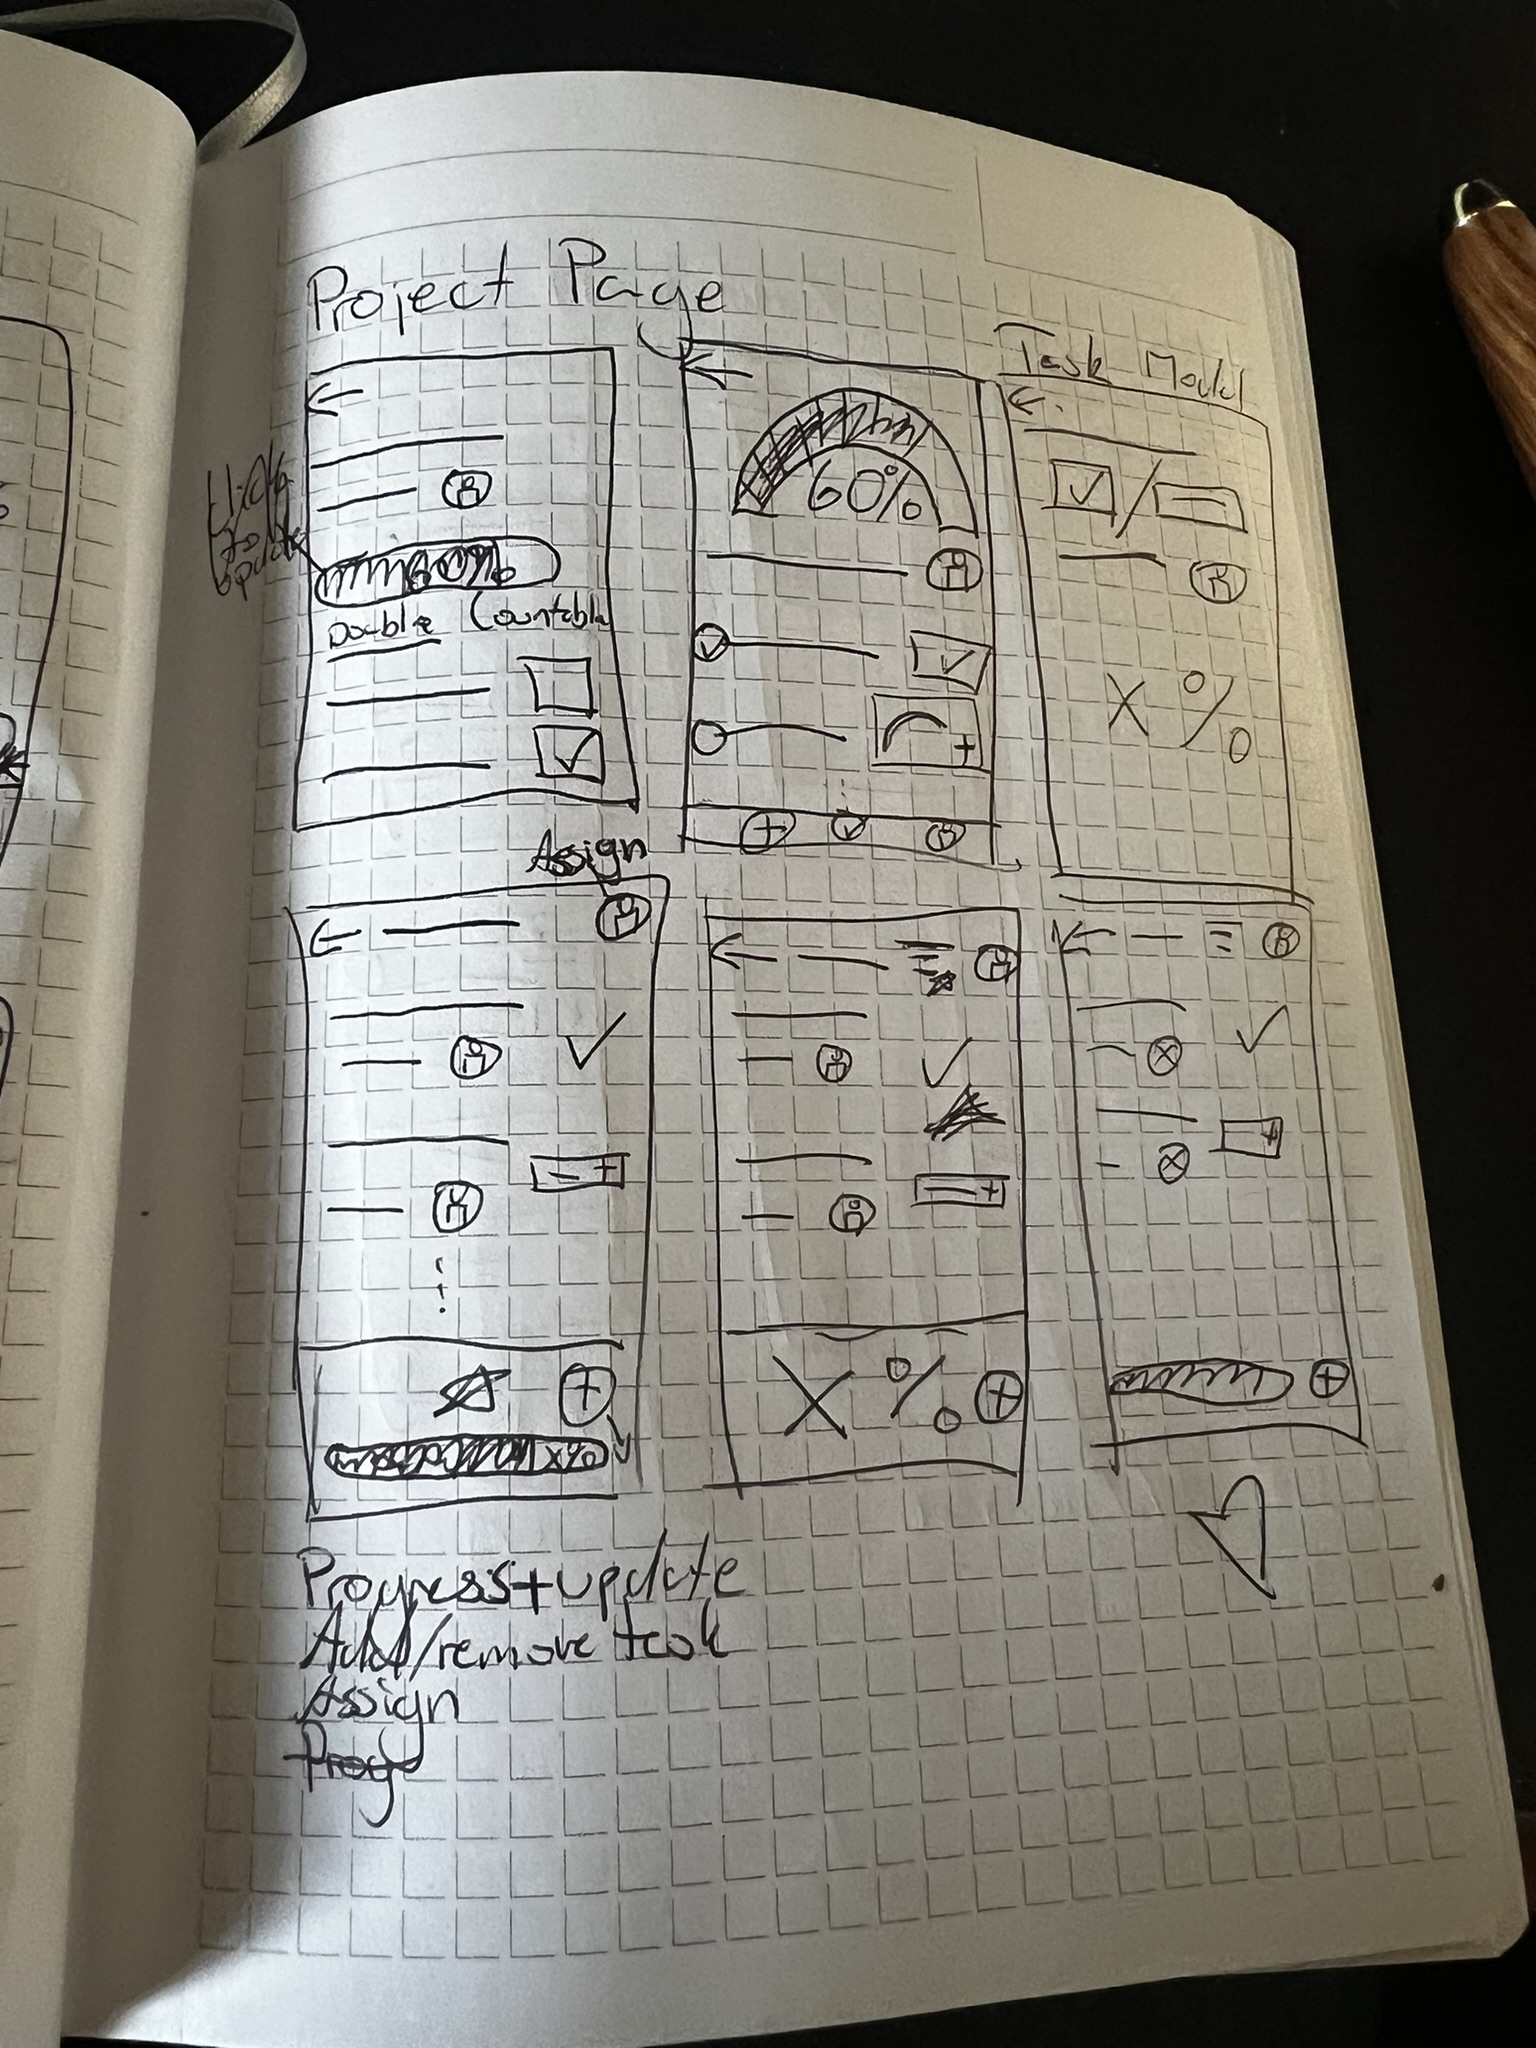 Project Page
Task Modal
Click
to
update
60%
60%
Double Countable
X %
Assign
X%
X %
Progress+update
Add/remove task
Assign
Prog